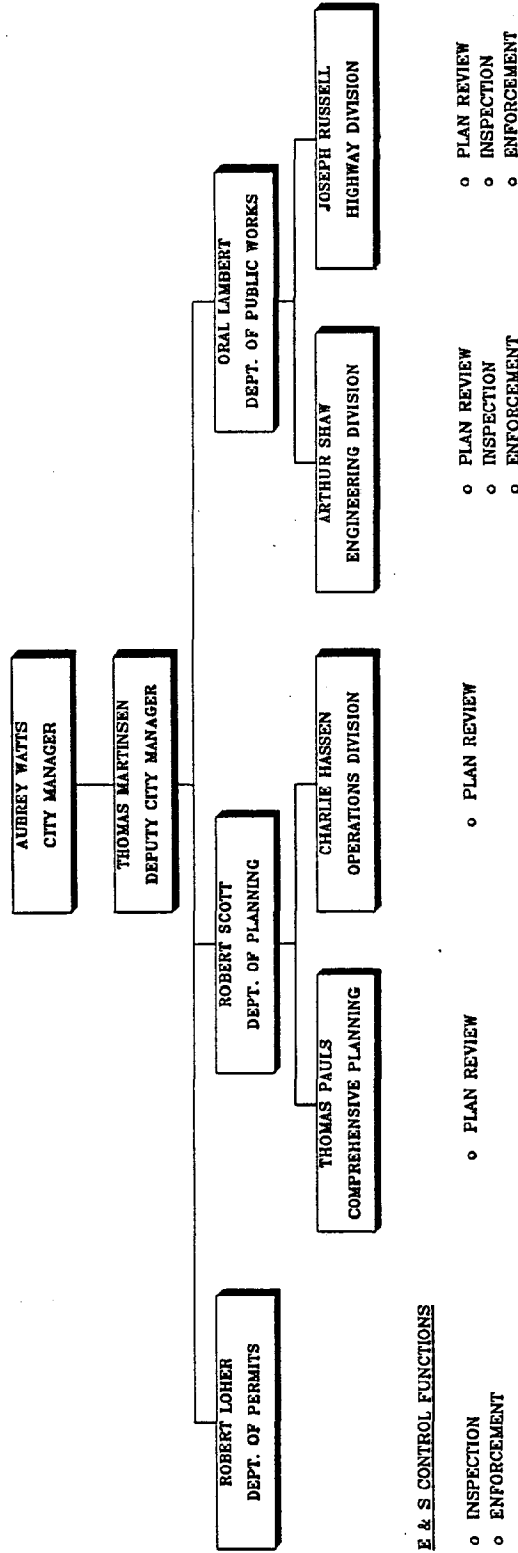 AUBREY WATTS
CITY MANAGER
THOMAS MARTINSEN
DEPUTY CITY MANAGER
ROBERT LOHER
DEPT. OF PERMITS
ROBERT SCOTT
DEPT. OF PLANNING
ORAL LAMBERT
DEPT. OF PUBLIC WORKS
THOMAS PAULS
COMPREHENSIVE PLANNING
CHARLIE HASSEN
OPERATIONS DIVISION
ARTHUR SHAW
ENGINEERING DIVISION
JOSEPH RUSSELL
HIGHWAY DIVISION
E & S CONTROL FUNCTIONS
o INSPECTION
o ENFORCEMENT
o PLAN REVIEW
o PLAN REVIEW
o PLAN REVIEW
o INSPECTION
o ENFORCEMENT
o PLAN REVIEW
o INSPECTION
o ENFORCEMENT